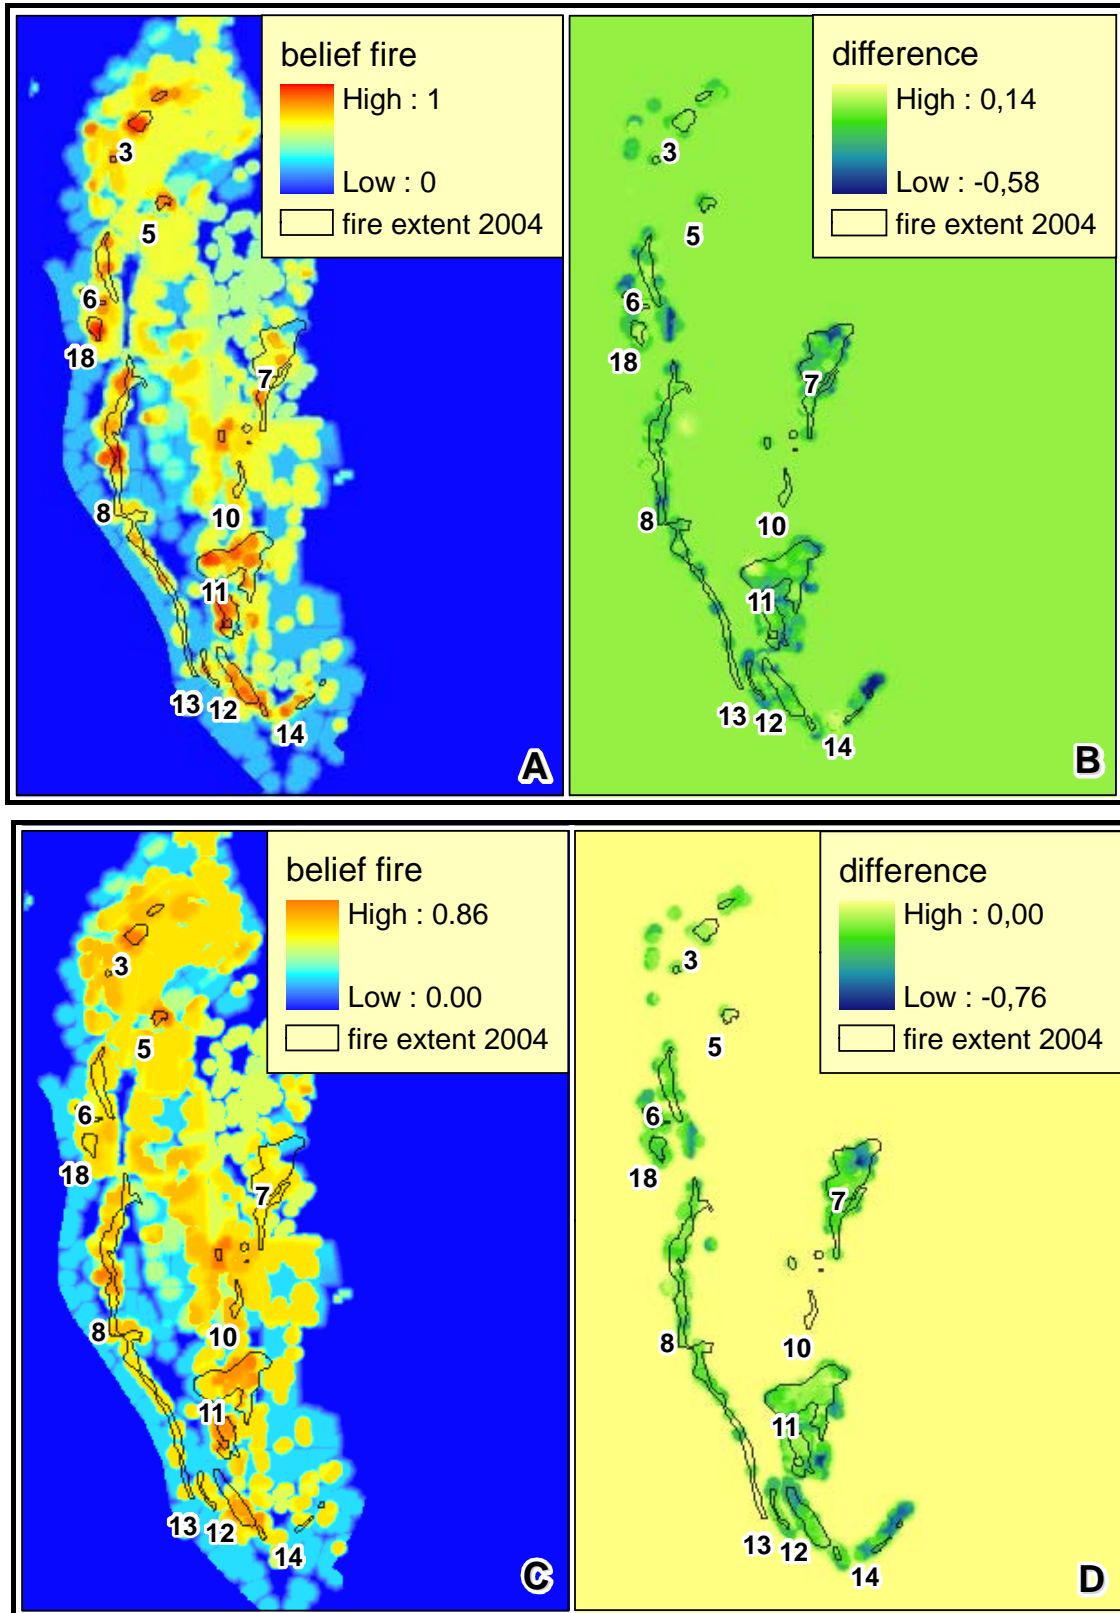 belief fire
High : 1
Low : 0
fire extent 2004
3
5
6
18
7
8
10
11
13
12
14
A
difference
High : 0,14
Low : -0,58
fire extent 2004
3
5
6
18
7
8
10
11
13
12
14
B
belief fire
High : 0.86
Low : 0.00
fire extent 2004
3
5
6
18
7
8
10
11
13
12
14
C
difference
High : 0,00
Low : -0,76
fire extent 2004
3
5
6
18
7
8
10
11
13
12
14
D